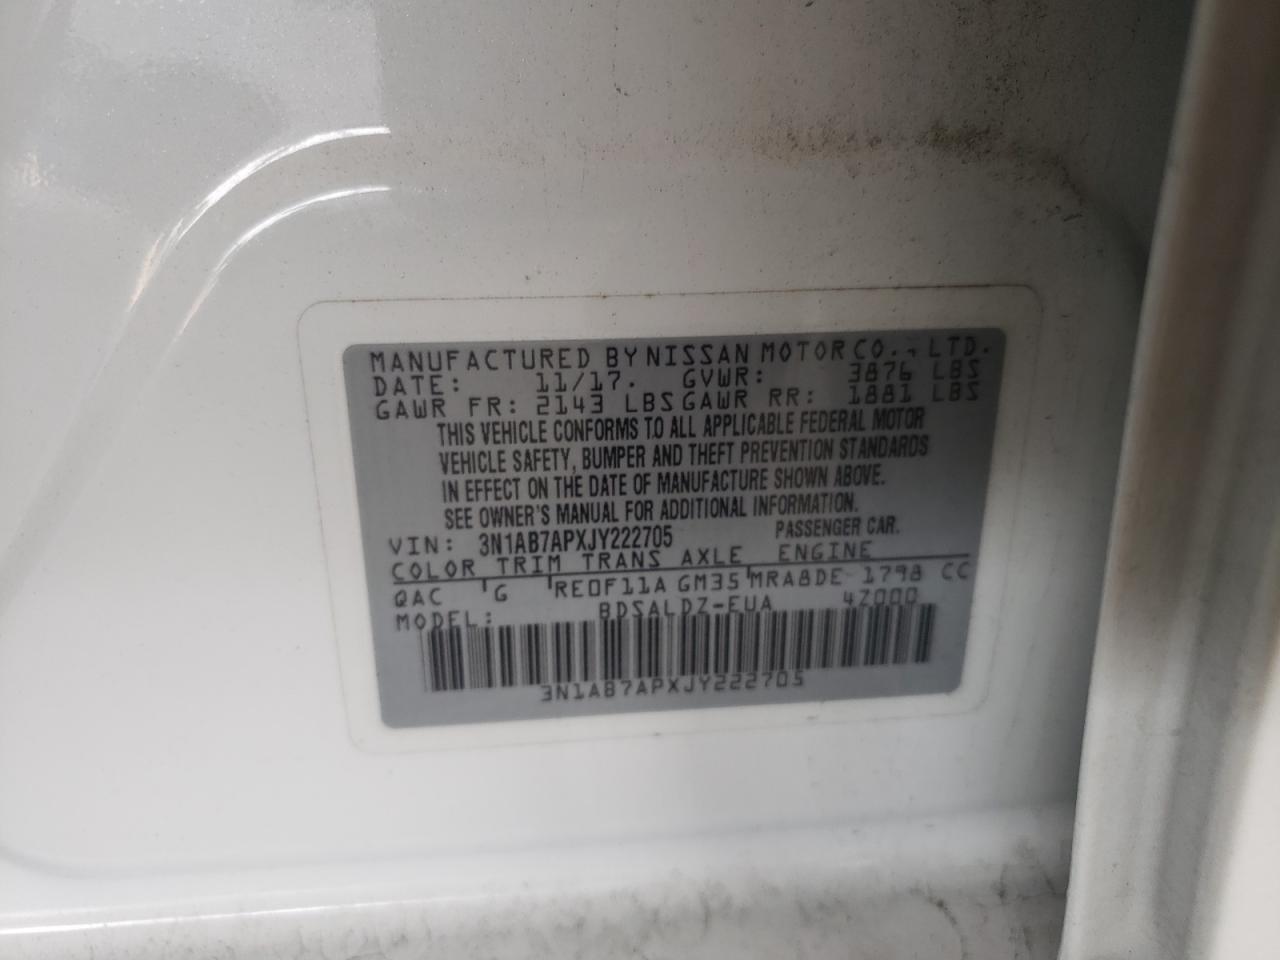 MANUFACTURED BY NISSAN MOTOR CO., LTD.
DATE: 11/17. GVWR: 3876 LBS
GAWR FR: 2143 LBS GAWR RR: 1881 LBS
THIS VEHICLE CONFORMS TO ALL APPLICABLE FEDERAL MOTOR
VEHICLE SAFETY, BUMPER AND THEFT PREVENTION STANDARDS
IN EFFECT ON THE DATE OF MANUFACTURE SHOWN ABOVE.
SEE OWNER'S MANUAL FOR ADDITIONAL INFORMATION.
VIN: 3N1AB7APXJY222705 PASSENGER CAR.
COLOR TRIM TRANS AXLE ENGINE
QAC G RE0F11A GM35 MRA8DE 1798 CC
MODEL: BDSALDZ-EUA 4Z000
3N1AB7APXJY222705